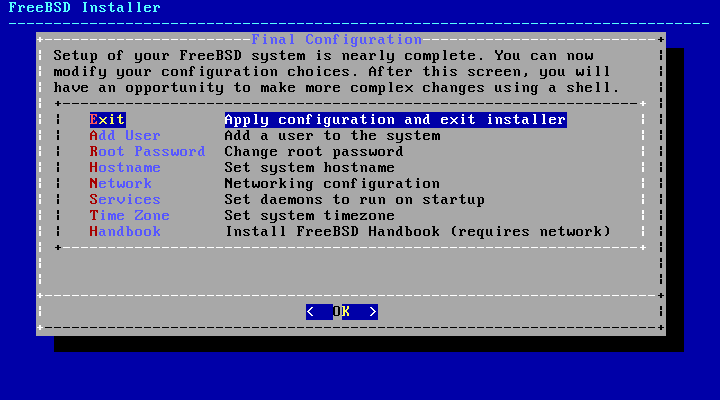 FreeBSD Installer
Final Configuration
Setup of your FreeBSD system is nearly complete. You can now
modify your configuration choices. After this screen, you will
have an opportunity to make more complex changes using a shell.
Exit Apply configuration and exit installer
Add User Add a user to the system
Root Password Change root password
Hostname Set system hostname
Network Networking configuration
Services Set daemons to run on startup
Time Zone Set system timezone
Handbook Install FreeBSD Handbook (requires network)
< OK >